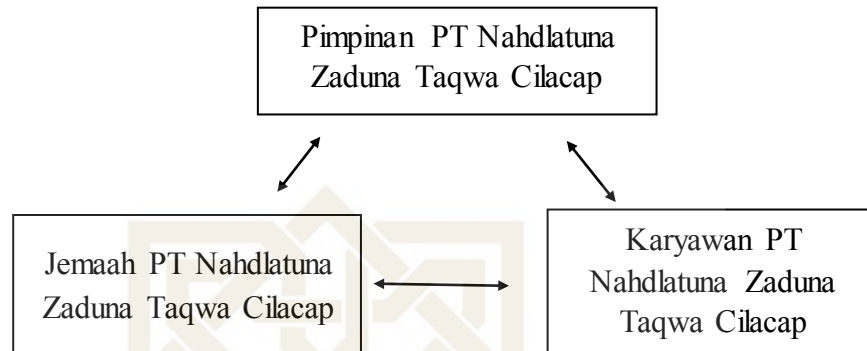 Pimpinan PT Nahdlatuna
Zaduna Taqwa Cilacap
Jemaah PT Nahdlatuna
Zaduna Taqwa Cilacap
Karyawan PT
Nahdlatuna Zaduna
Taqwa Cilacap